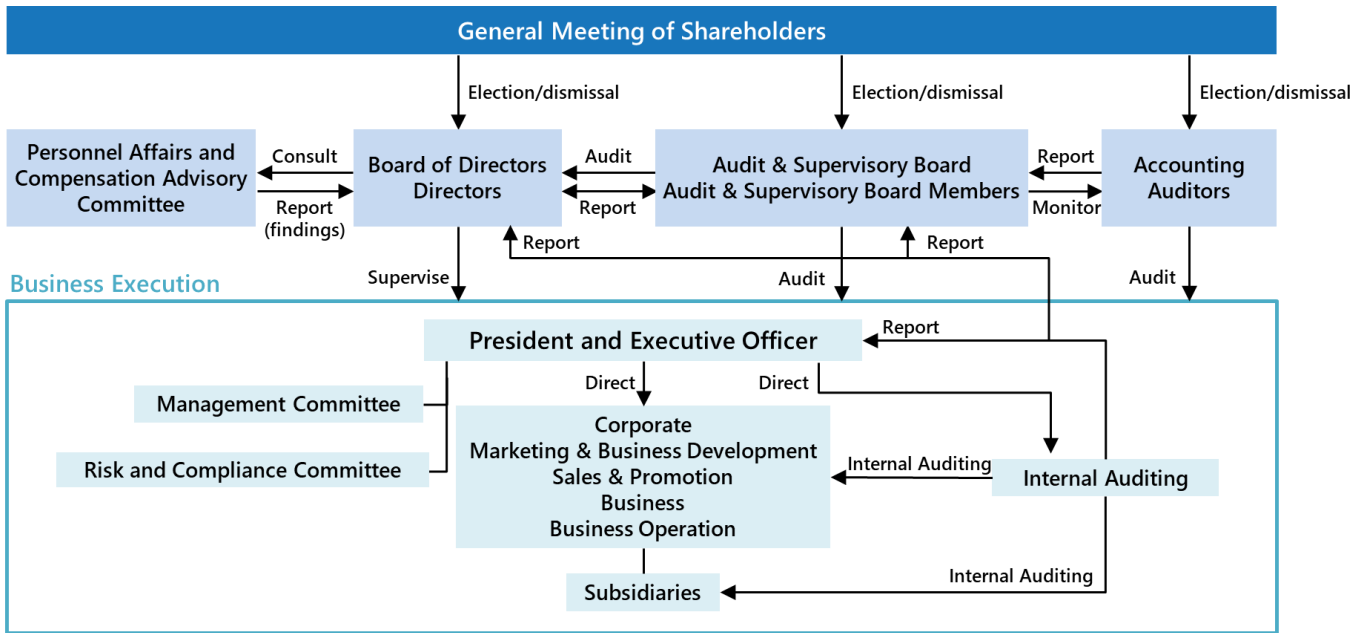 General Meeting of Shareholders
Election/dismissal
Election/dismissal
Election/dismissal
Personnel Affairs and
Compensation Advisory
Committee
Consult
Report
(findings)
Board of Directors
Directors
Audit
Report
Audit & Supervisory Board
Audit & Supervisory Board Members
Report
Monitor
Accounting
Auditors
Report
Report
Supervise
Audit
Audit
Business Execution
President and Executive Officer
Report
Direct
Direct
Management Committee
Risk and Compliance Committee
Corporate
Marketing & Business Development
Sales & Promotion
Business
Business Operation
Internal Auditing
Internal Auditing
Internal Auditing
Subsidiaries